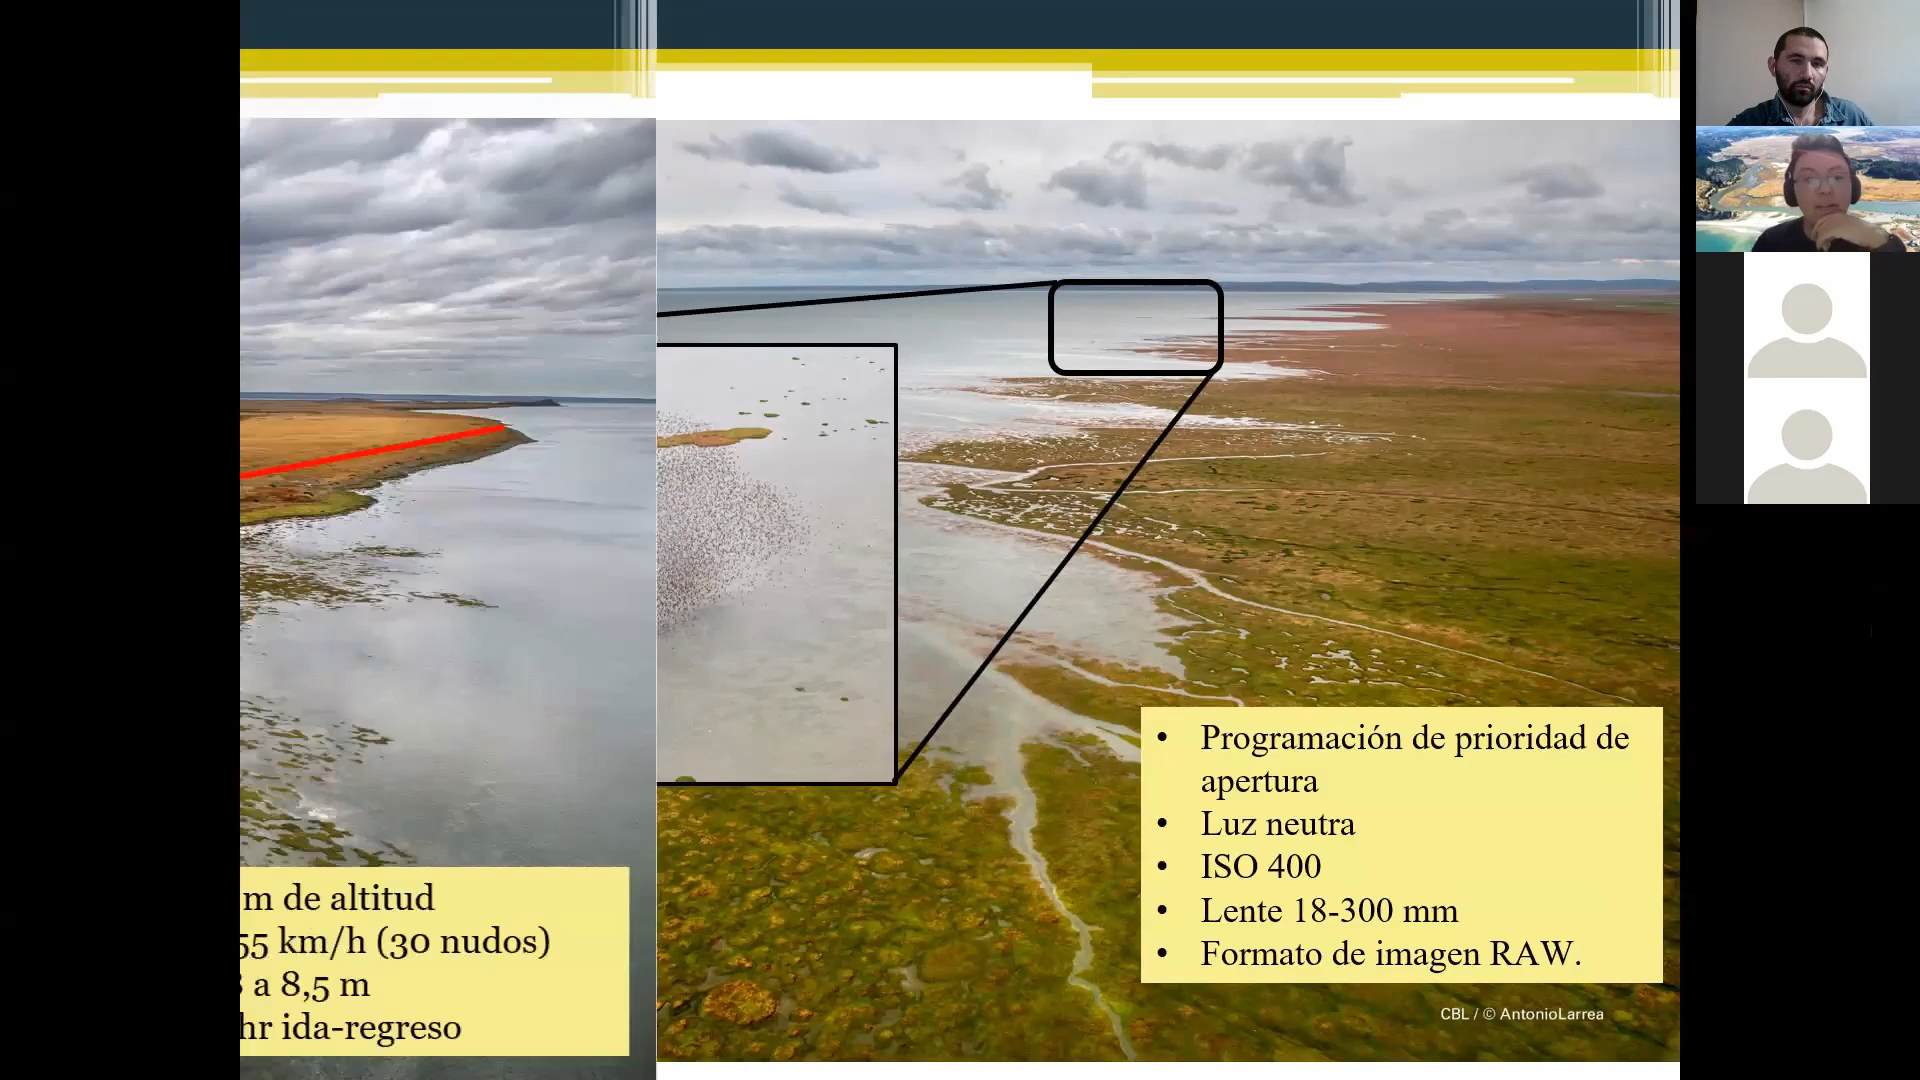 Programación de prioridad de
apertura
Luz neutra
ISO 400
Lente 18-300 mm
Formato de imagen RAW.
m de altitud
55 km/h (30 nudos)
a 8,5 m
hr ida-regreso
CBL / © AntonioLarrea